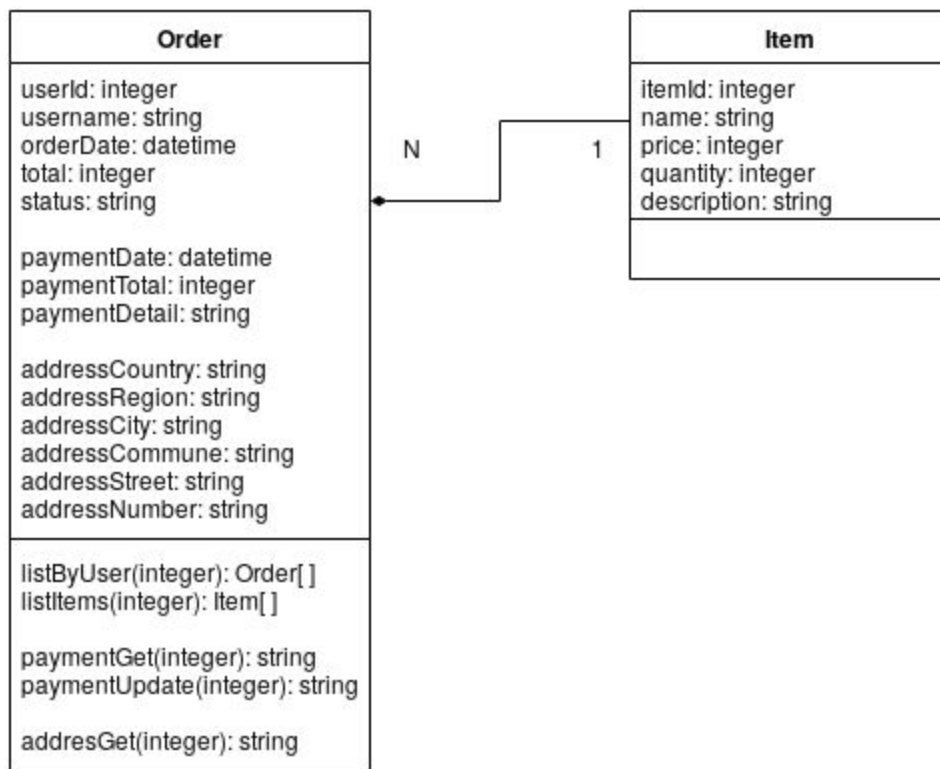 Order
userId: integer
username: string
orderDate: datetime
total: integer
status: string
paymentDate: datetime
paymentTotal: integer
paymentDetail: string
addressCountry: string
addressRegion: string
addressCity: string
addressCommune: string
addressStreet: string
addressNumber: string
listByUser(integer): Order[ ]
listItems(integer): Item[ ]
paymentGet(integer): string
paymentUpdate(integer): string
addresGet(integer): string
N
1
Item
itemId: integer
name: string
price: integer
quantity: integer
description: string